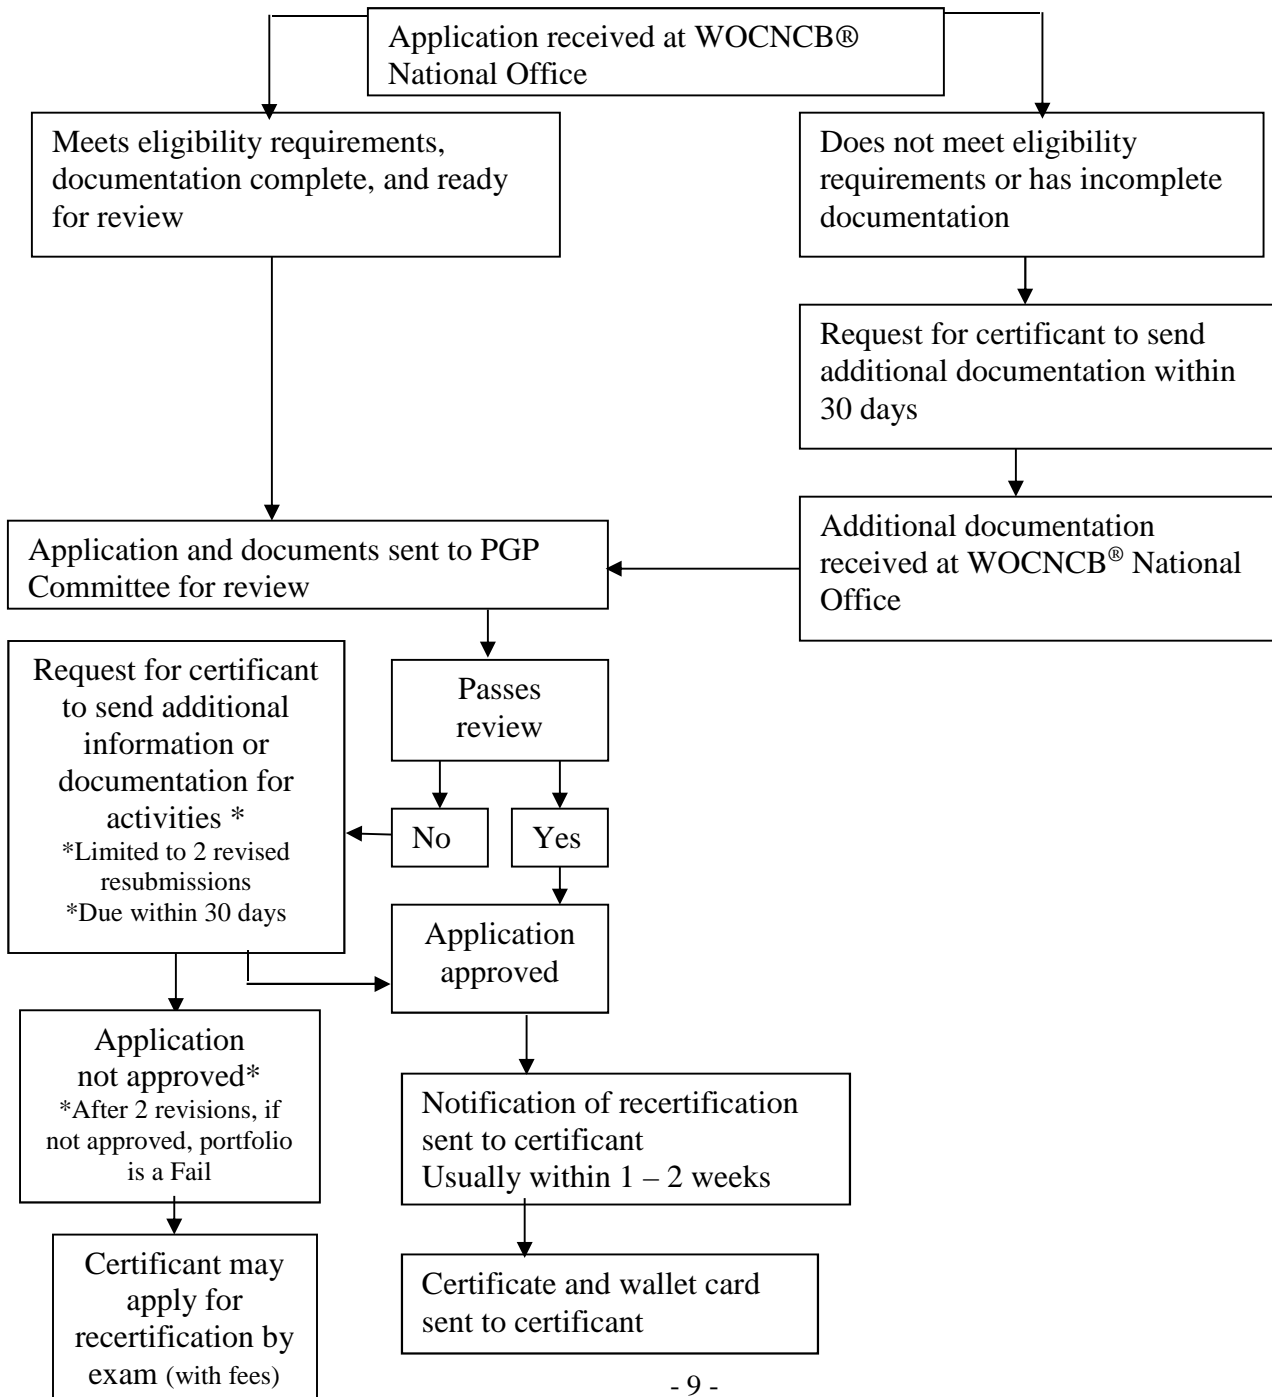 Application received at WOCNCB®
National Office
Meets eligibility requirements,
documentation complete, and ready
for review
Does not meet eligibility
requirements or has incomplete
documentation
Request for certificant to send
additional documentation within
30 days
Additional documentation
received at WOCNCB® National
Office
Application and documents sent to PGP
Committee for review
Passes
review
No
Yes
Request for certificant
to send additional
information or
documentation for
activities *
*Limited to 2 revised
resubmissions
*Due within 30 days
Application
approved
Application
not approved*
*After 2 revisions, if
not approved, portfolio
is a Fail
Notification of recertification
sent to certificant
Usually within 1 – 2 weeks
Certificant may
apply for
recertification by
exam (with fees)
Certificate and wallet card
sent to certificant
- 9 -